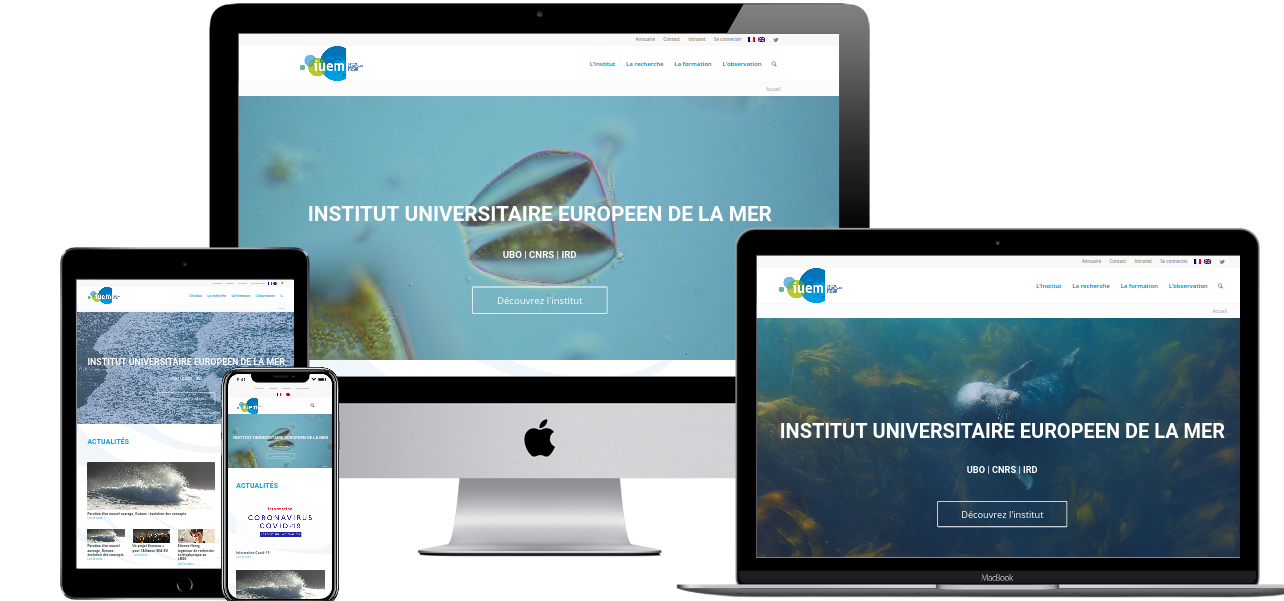 Annuaire Contact Intranet Se connecter
iuem
L'Institut La recherche La formation L'observation
Accueil
INSTITUT UNIVERSITAIRE EUROPEEN DE LA MER
UBO | CNRS | IRD
Découvrez l'institut
iuem
L'Institut La recherche La formation L'observation
INSTITUT UNIVERSITAIRE EUROPEEN DE LA MER
ACTUALITÉS
INSTITUT UNIVERSITAIRE EUROPEEN DE LA MER
ACTUALITÉS
Information
CORONAVIRUS
COVID-19
Information Covid-19
Annuaire Contact Intranet Se connecter
iuem
L'Institut La recherche La formation L'observation
Accueil
INSTITUT UNIVERSITAIRE EUROPEEN DE LA MER
UBO | CNRS | IRD
Découvrez l'institut
MacBook